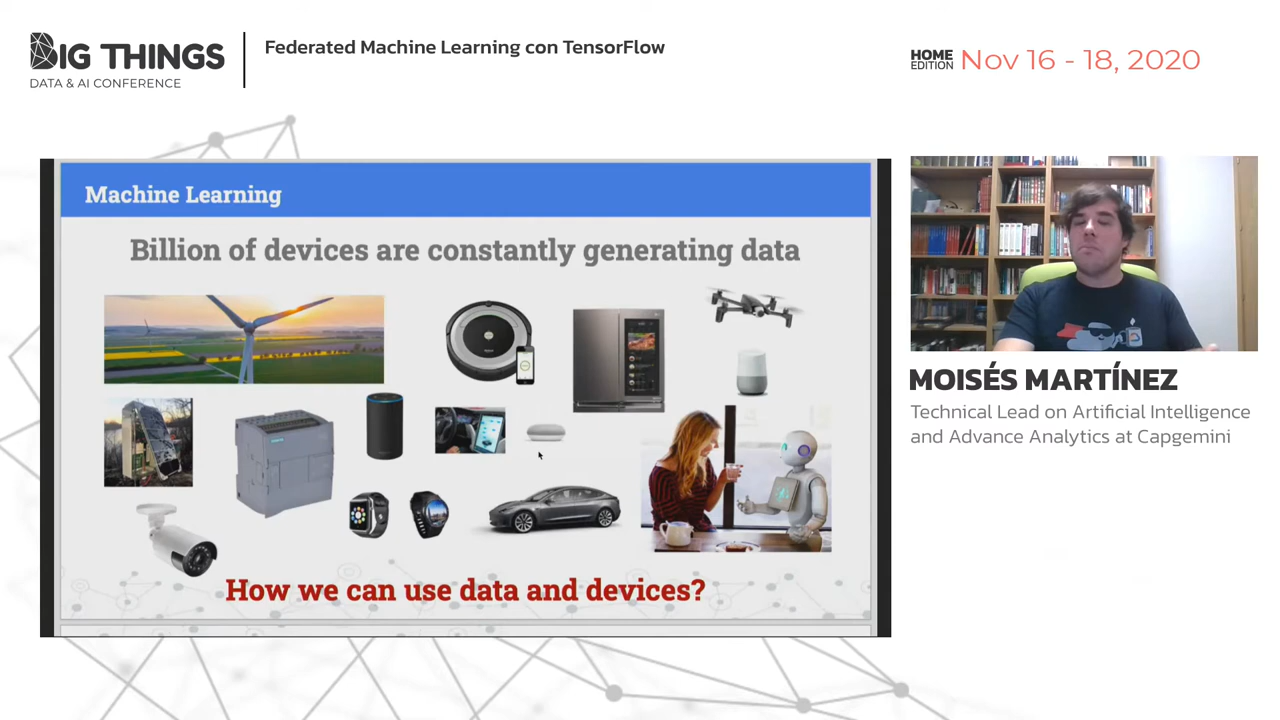 BIG THINGS
DATA & AI CONFERENCE
Federated Machine Learning con TensorFlow
HOME
EDITION
Nov 16 - 18, 2020
Machine Learning
Billion of devices are constantly generating data
SIEMENS
How we can use data and devices?
MOISÉS MARTÍNEZ
Technical Lead on Artificial Intelligence
and Advance Analytics at Capgemini